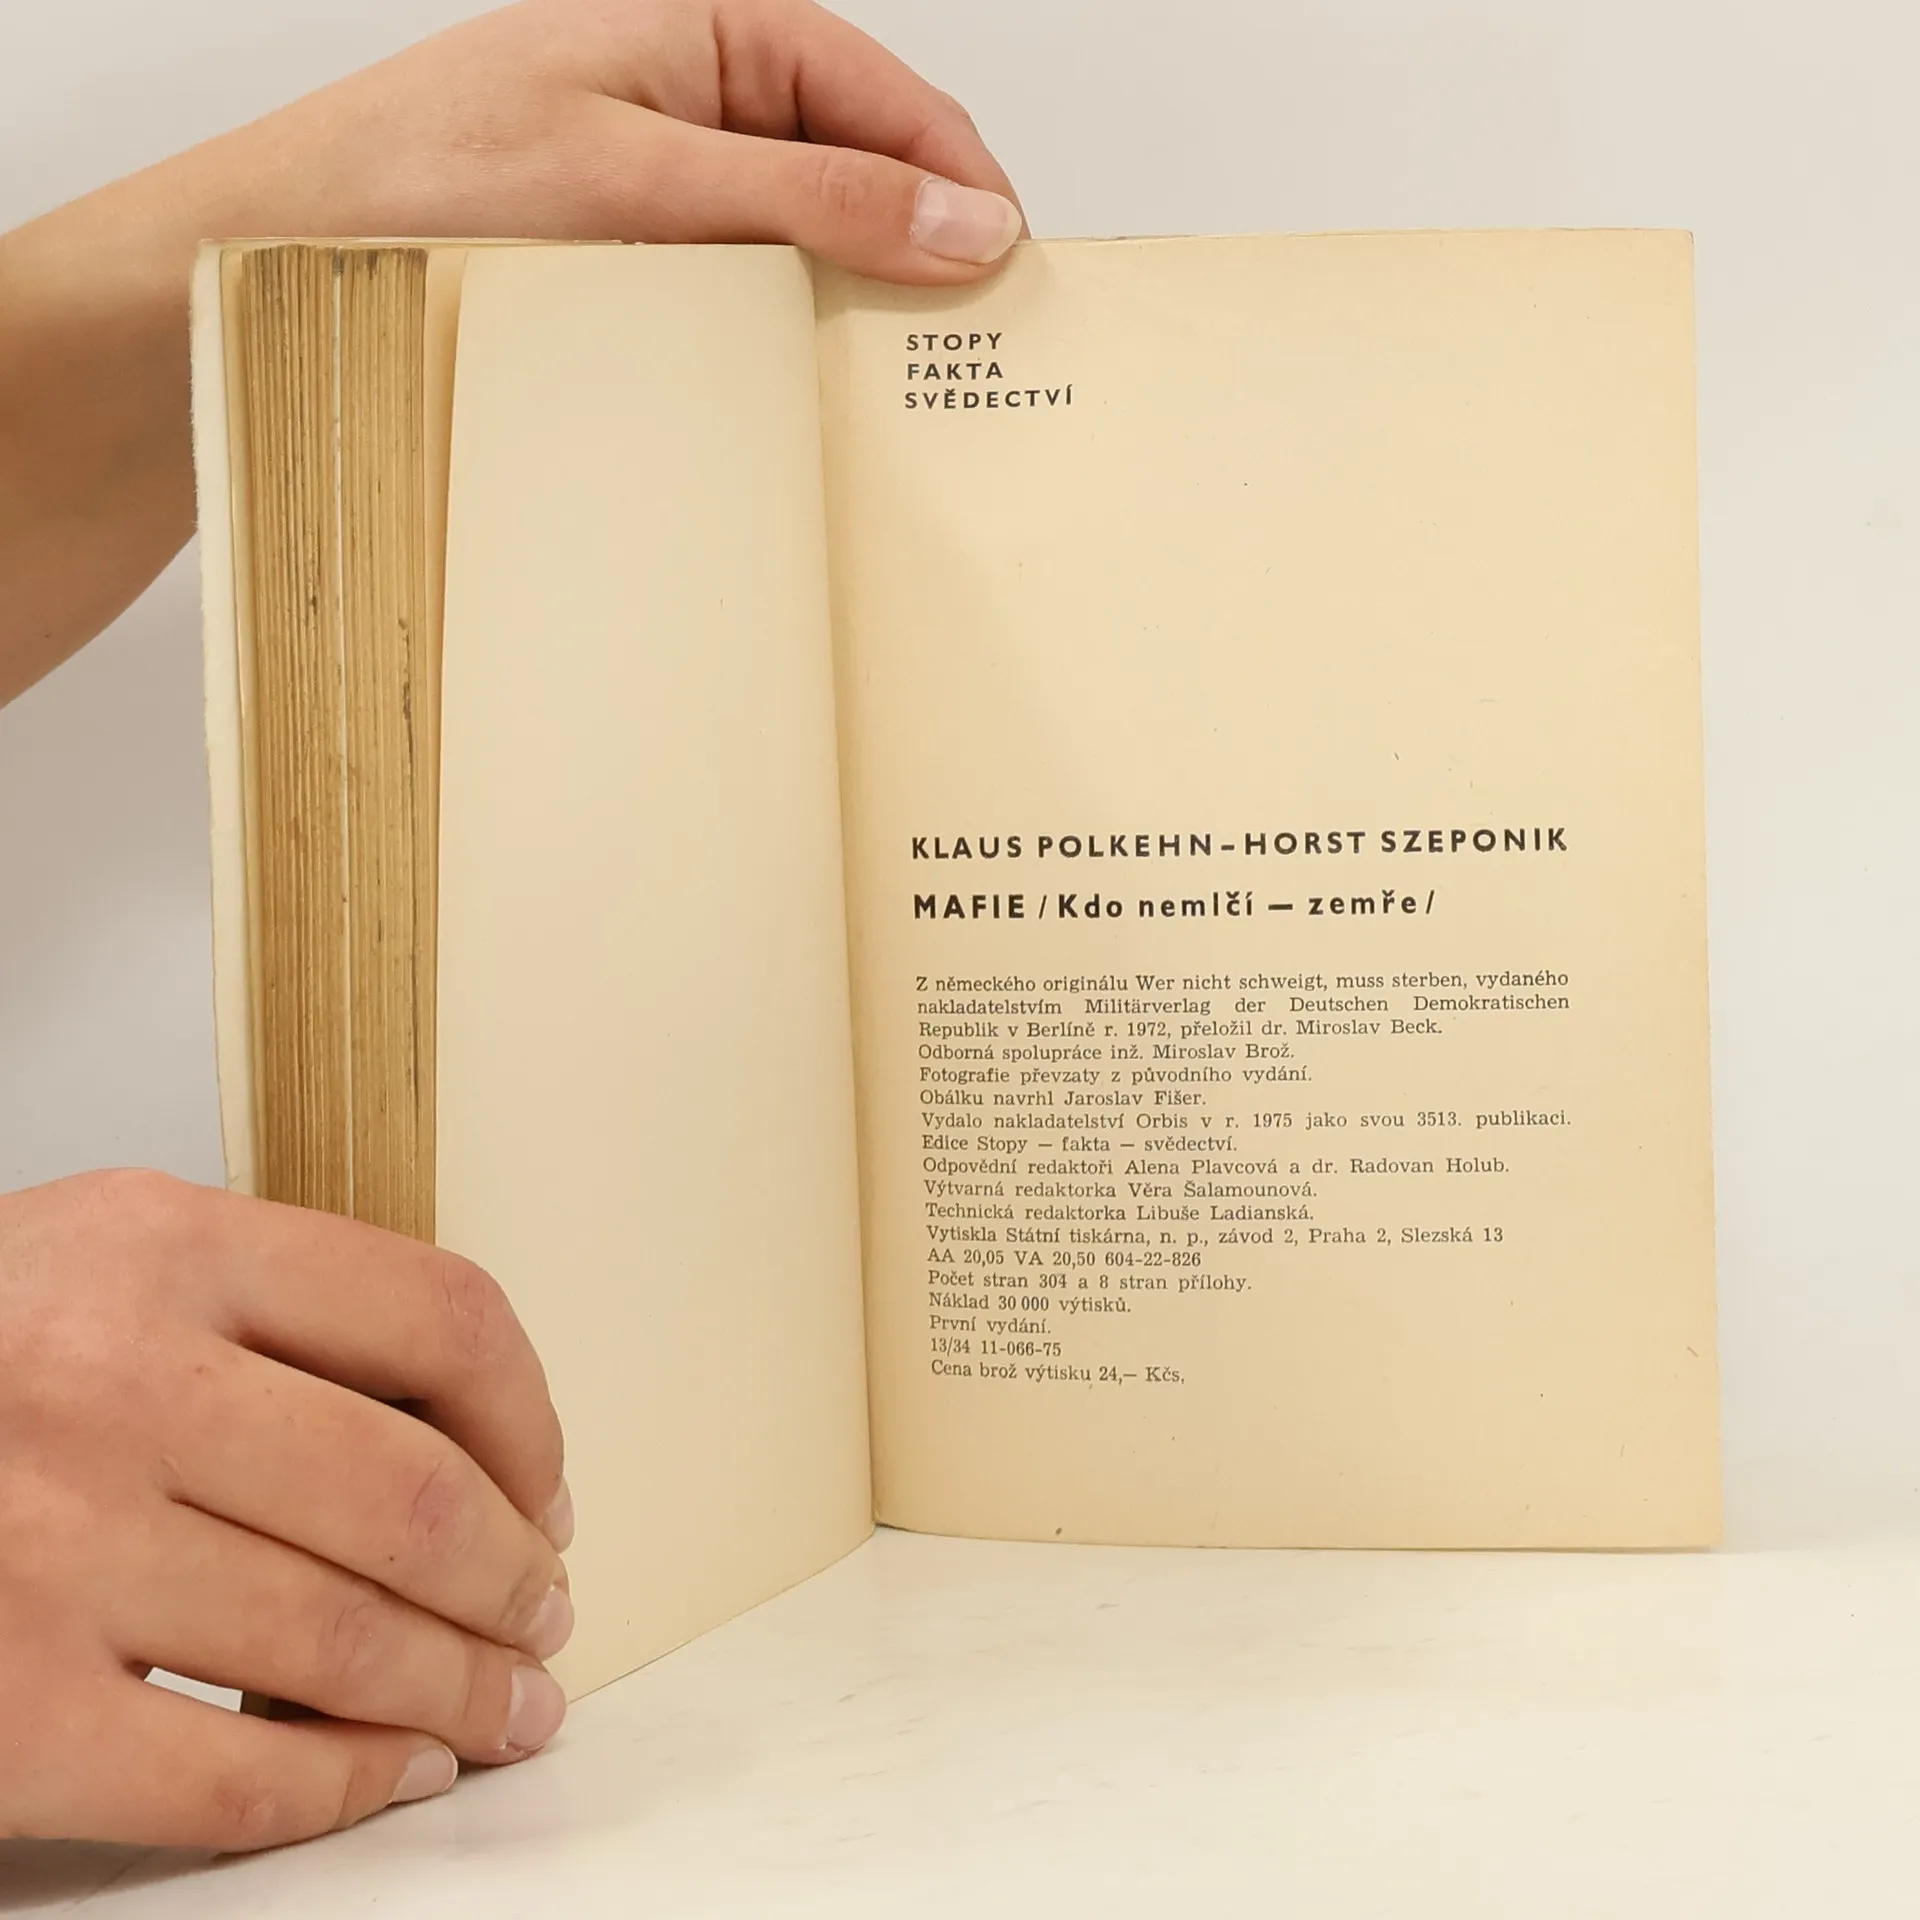 STOPY
FAKTA
SVĚDECTVÍ
KLAUS POLKEHN–HORST SZEPONIK
MAFIE / Kdo nemlčí — zemře /
Z německého originálu Wer nicht schweigt, muss sterben, vydaného
nakladatelstvím Militärverlag der Deutschen Demokratischen
Republik v Berlíně r. 1972, přeložil dr. Miroslav Beck.
Odborná spolupráce inž. Miroslav Brož.
Fotografie převzaty z původního vydání.
Obálku navrhl Jaroslav Fišer.
Vydalo nakladatelství Orbis v r. 1975 jako svou 3513. publikaci.
Edice Stopy — fakta — svědectví.
Odpovědní redaktoři Alena Plavcová a dr. Radovan Holub.
Výtvarná redaktorka Věra Šalamounová.
Technická redaktorka Libuše Ladianská.
Vytiskla Státní tiskárna, n. p., závod 2, Praha 2, Slezská 13
AA 20,05 VA 20,50 604-22-826
Počet stran 304 a 8 stran přílohy.
Náklad 30 000 výtisků.
První vydání.
13/34 11-066-75
Cena brož výtisku 24,— Kčs,